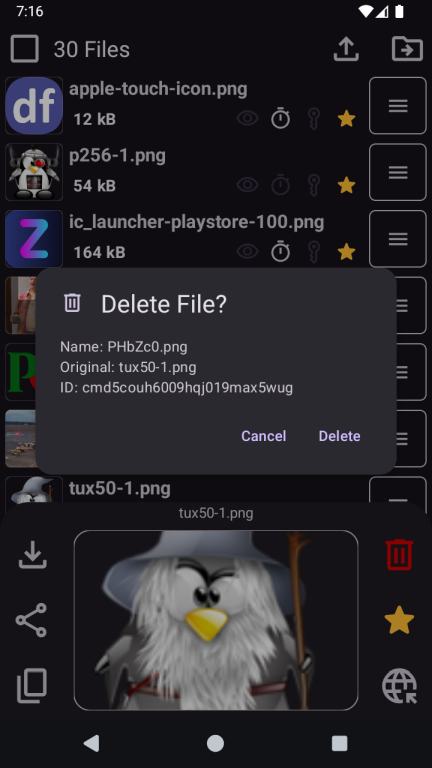 7:16
30 Files
df
apple-touch-icon.png
12 kB
p256-1.png
54 kB
ic_launcher-playstore-100.png
Z
164 kB
Delete File?
Name: PHbZc0.png
Original: tux50-1.png
ID: cmd5couh6009hqj019max5wug
P
Cancel
Delete
tux50-1.png
tux50-1.png